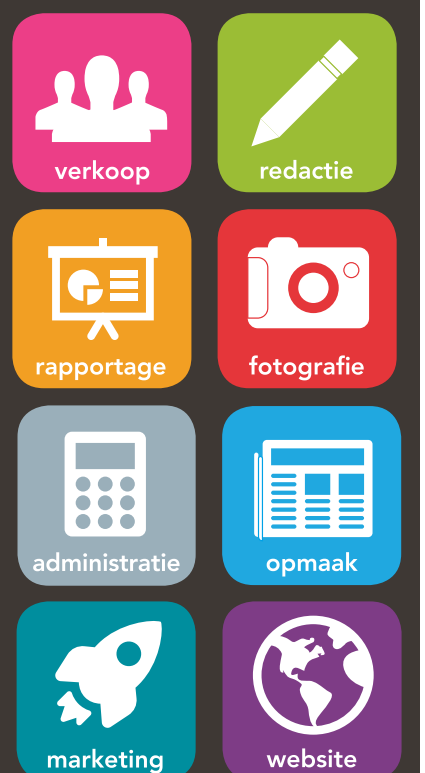 verkoop
redactie
rapportage
fotografie
administratie
opmaak
marketing
website